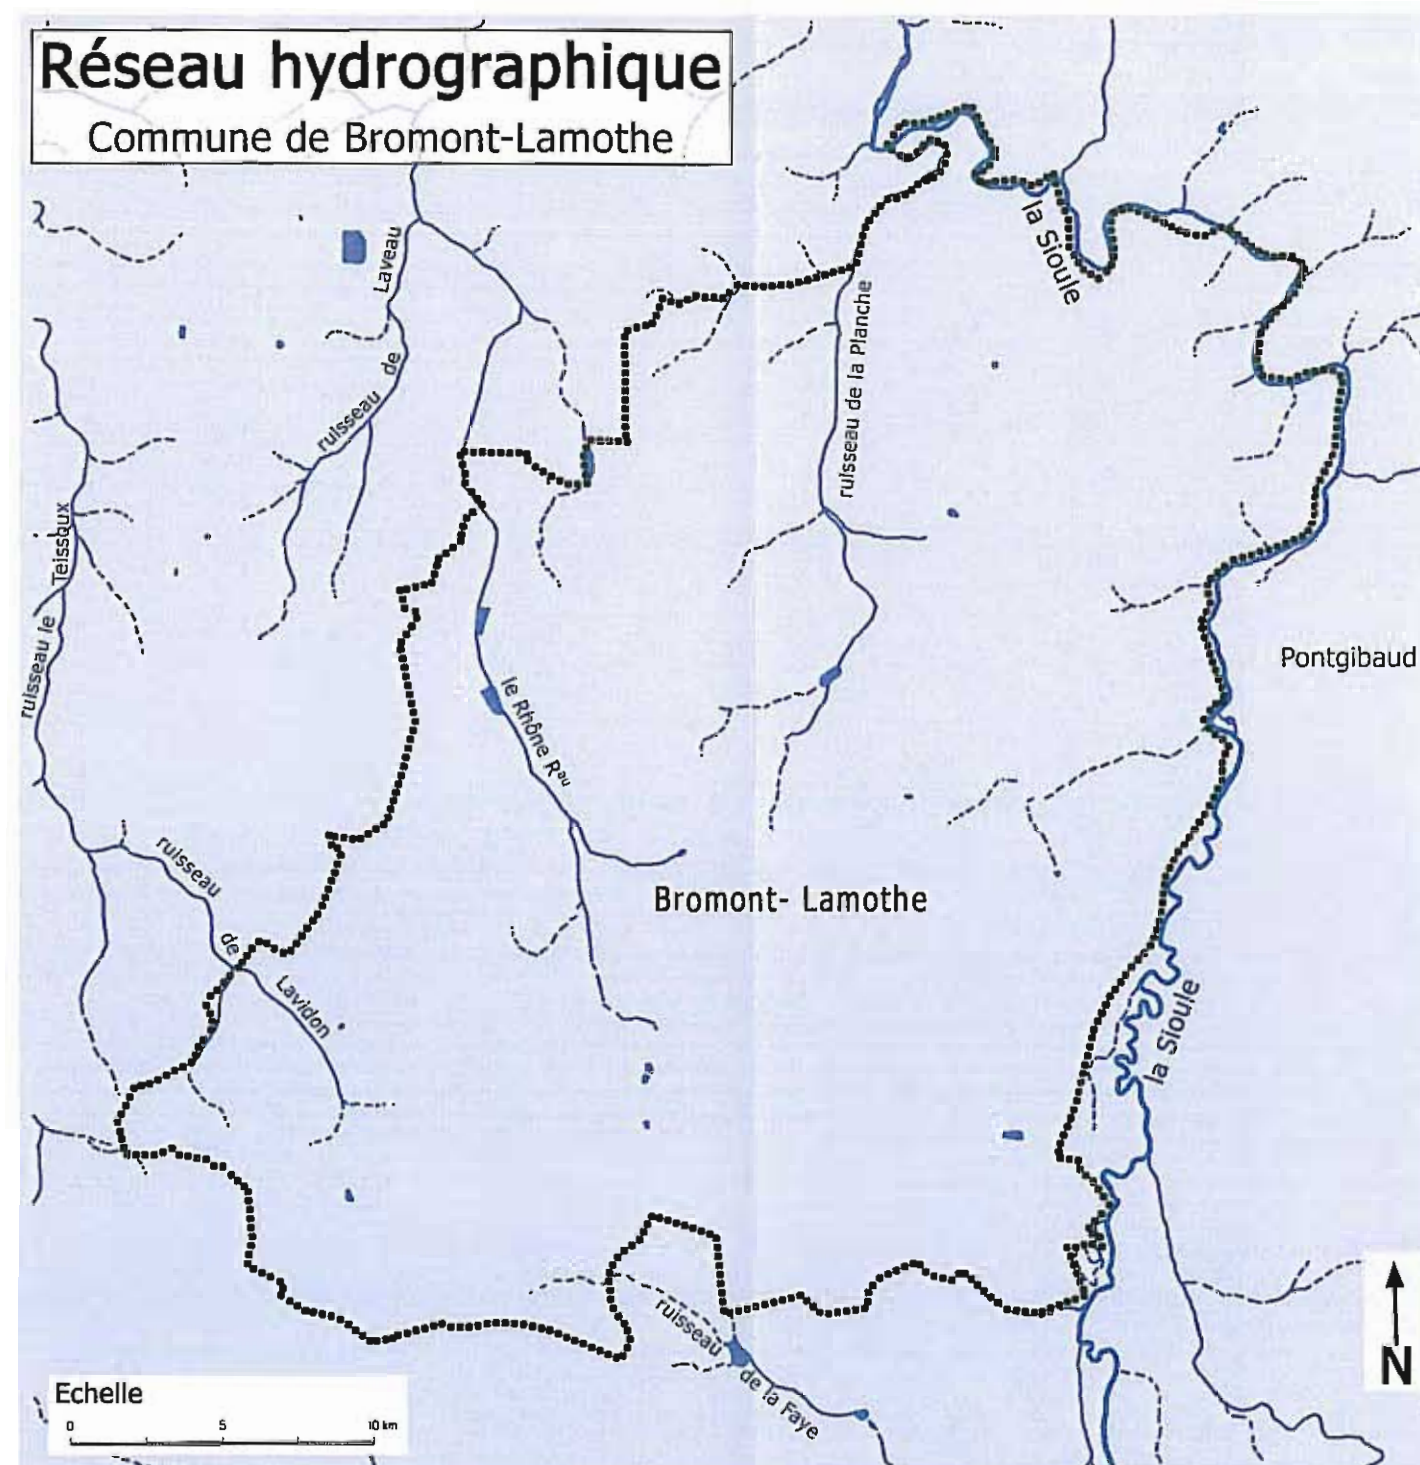 Réseau hydrographique
Commune de Bromont-Lamothe
la Sioule
ruisseau de Laveau
ruisseau de la Planche
ruisseau le Teissoux
Pontgibaud
le Rhône Rau
ruisseau de Lavidon
Bromont- Lamothe
la Sioule
ruisseau de la Faye
N
Echelle
0 5 10 km